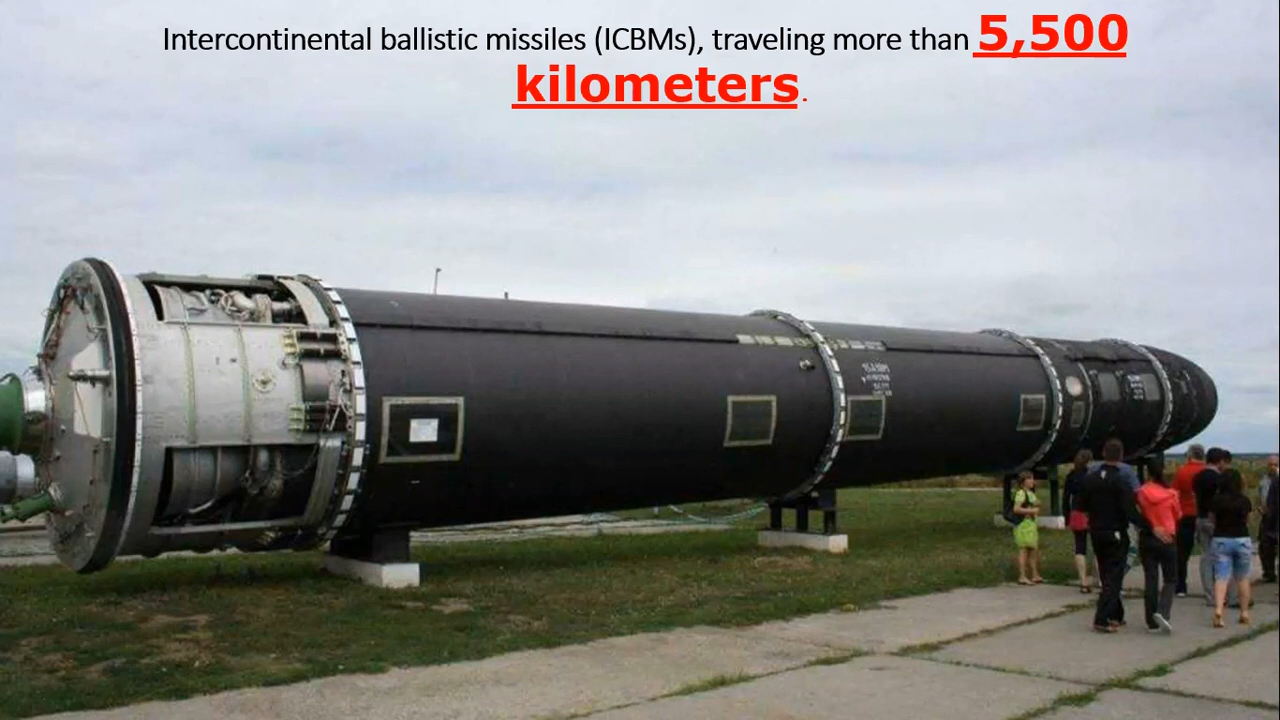 Intercontinental ballistic missiles (ICBMs), traveling more than 5,500
kilometers.